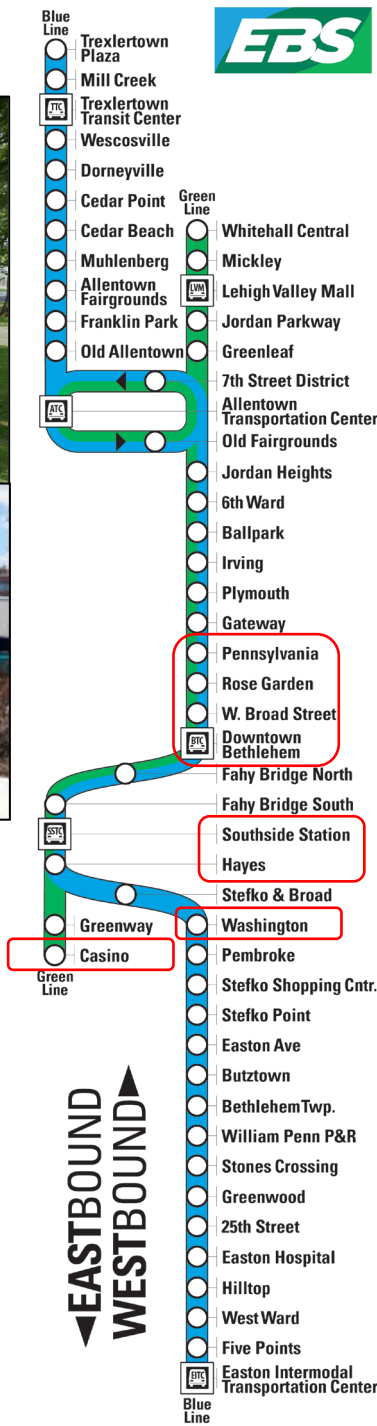 EBS
Blue
Line
Trexlertown
Plaza
Mill Creek
TTC
Trexlertown
Transit Center
Wescosville
Dorneyville
Cedar Point
Cedar Beach
Muhlenberg
Allentown
Fairgrounds
Franklin Park
Old Allentown
Green
Line
Whitehall Central
Mickley
LVM
Lehigh Valley Mall
Jordan Parkway
Greenleaf
7th Street District
ATC
Allentown
Transportation Center
Old Fairgrounds
Jordan Heights
6th Ward
Ballpark
Irving
Plymouth
Gateway
Pennsylvania
Rose Garden
W. Broad Street
BTC
Downtown
Bethlehem
Fahy Bridge North
Fahy Bridge South
SSTC
Southside Station
Hayes
Stefko & Broad
Greenway
Casino
Green
Line
Washington
Pembroke
Stefko Shopping Cntr.
Stefko Point
Easton Ave
Butztown
Bethlehem Twp.
William Penn P&R
Stones Crossing
Greenwood
25th Street
Easton Hospital
Hilltop
West Ward
Five Points
EITC
Easton Intermodal
Transportation Center
Blue
Line
EASTBOUND
WESTBOUND